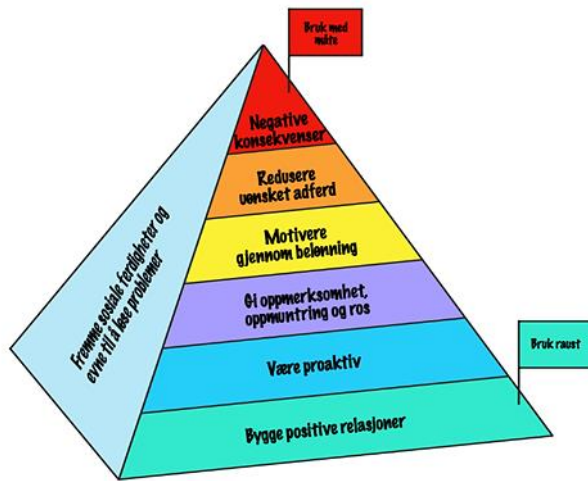 Bruk med
måte
Negative
konsekvenser
Redusere
uønsket adferd
Motivere
gjennom belønning
Gi oppmerksomhet,
oppmuntring og ros
Være proaktiv
Bygge positive relasjoner
Fremme sosiale ferdigheter og
evne til å løse problemer
Bruk raust